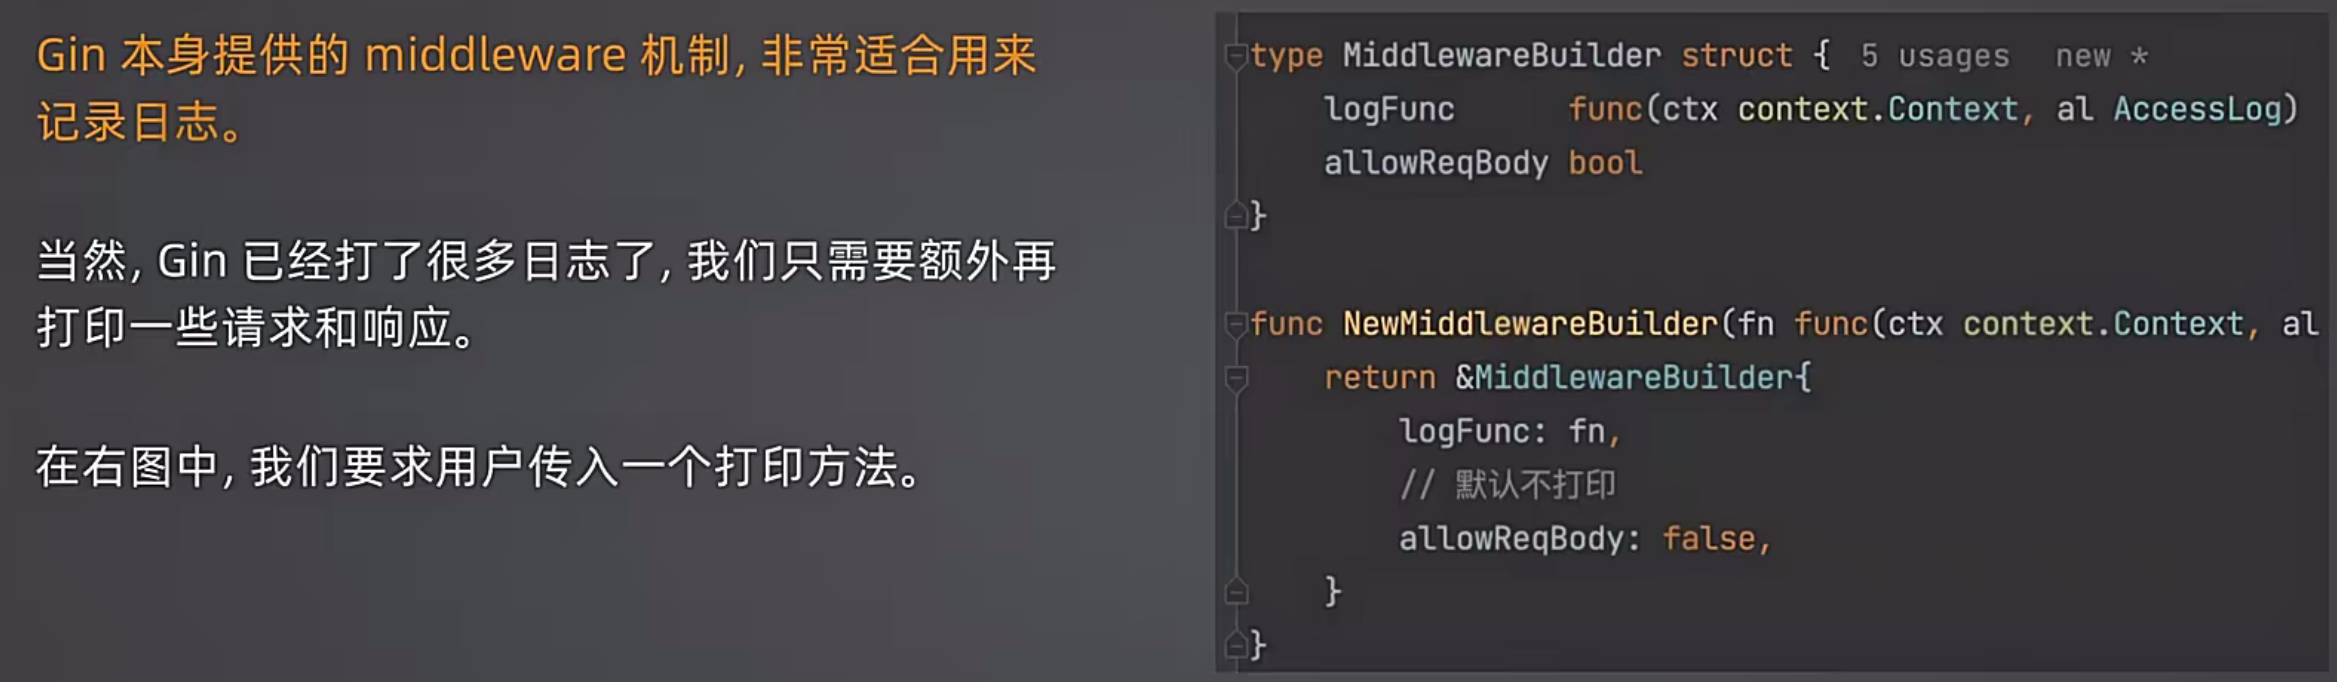 Gin 本身提供的 middleware 机制, 非常适合用来
记录日志。
当然, Gin 已经打了很多日志了, 我们只需要额外再
打印一些请求和响应。
在右图中, 我们要求用户传入一个打印方法。
type MiddlewareBuilder struct { 5 usages new *
logFunc func(ctx context.Context, al AccessLog)
allowReqBody bool
}
func NewMiddlewareBuilder(fn func(ctx context.Context, al
return &MiddlewareBuilder{
logFunc: fn,
// 默认不打印
allowReqBody: false,
}
}